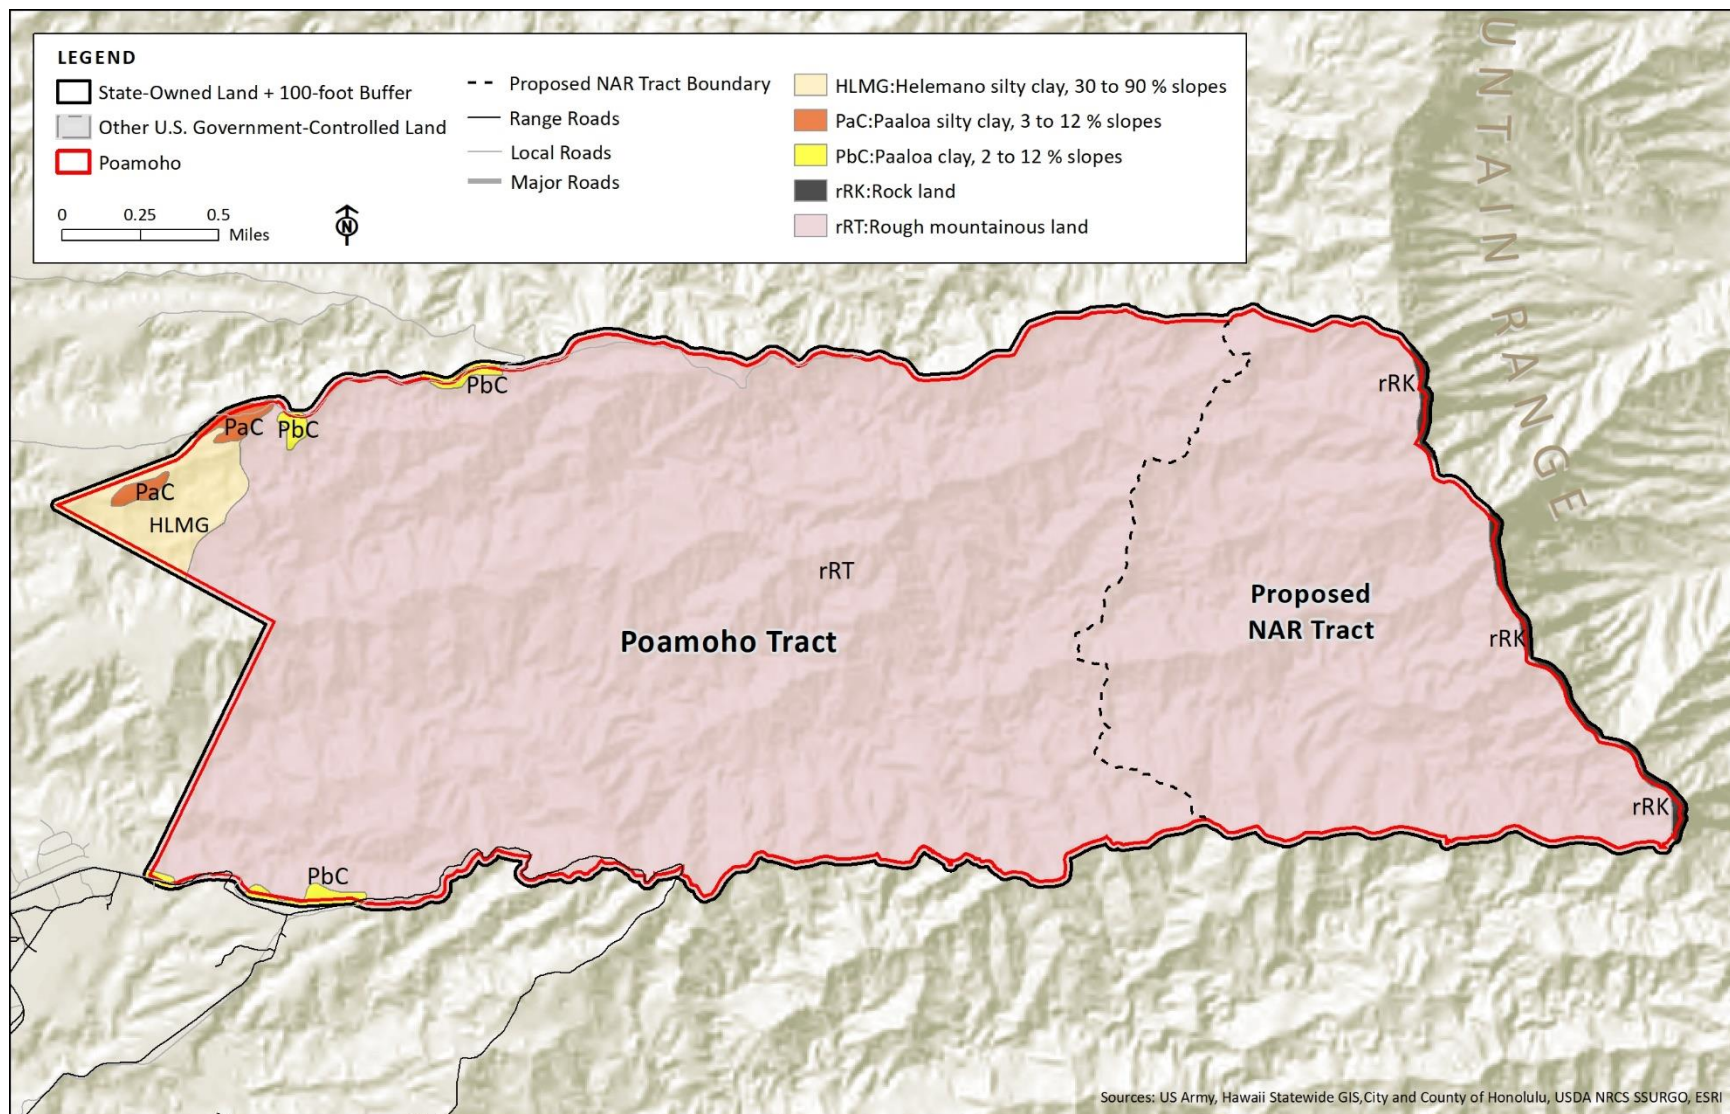 LEGEND
State-Owned Land + 100-foot Buffer
Other U.S. Government-Controlled Land
Poamoho
0 0.25 0.5
Miles
N
Proposed NAR Tract Boundary
Range Roads
Local Roads
Major Roads
HLMG:Helemano silty clay, 30 to 90 % slopes
PaC:Paaloa silty clay, 3 to 12 % slopes
PbC:Paaloa clay, 2 to 12 % slopes
rRK:Rock land
rRT:Rough mountainous land
UNTAIN RANGE
PbC
rRK
PaC
PbC
PaC
HLMG
rRT
Proposed
NAR Tract
Poamoho Tract
rRK
rRK
PbC
Sources: US Army, Hawaii Statewide GIS,City and County of Honolulu, USDA NRCS SSURGO, ESRI